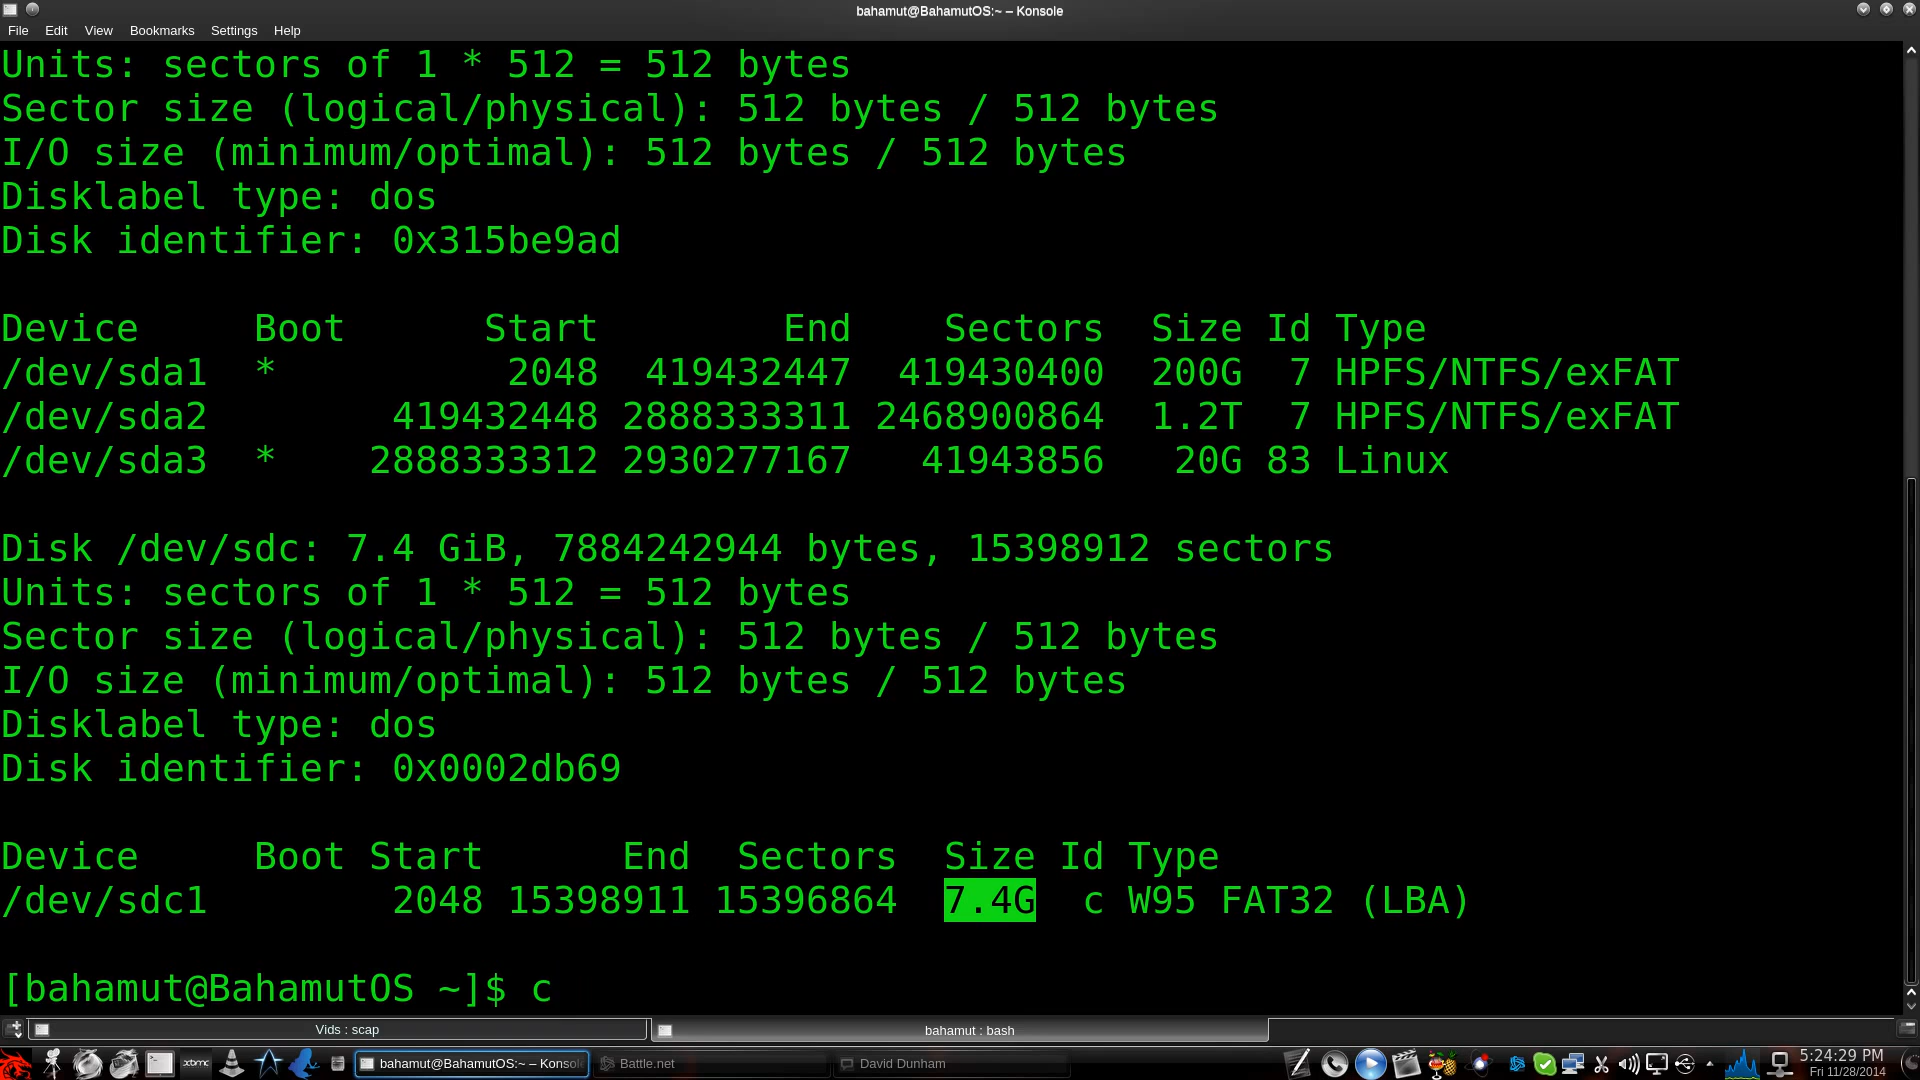 bahamut@BahamutOS:~ – Konsole
File Edit View Bookmarks Settings Help
Units: sectors of 1 * 512 = 512 bytes
Sector size (logical/physical): 512 bytes / 512 bytes
I/O size (minimum/optimal): 512 bytes / 512 bytes
Disklabel type: dos
Disk identifier: 0x315be9ad
Device Boot Start End Sectors Size Id Type
/dev/sda1 * 2048 419432447 419430400 200G 7 HPFS/NTFS/exFAT
/dev/sda2 419432448 2888333311 2468900864 1.2T 7 HPFS/NTFS/exFAT
/dev/sda3 * 2888333312 2930277167 41943856 20G 83 Linux
Disk /dev/sdc: 7.4 GiB, 7884242944 bytes, 15398912 sectors
Units: sectors of 1 * 512 = 512 bytes
Sector size (logical/physical): 512 bytes / 512 bytes
I/O size (minimum/optimal): 512 bytes / 512 bytes
Disklabel type: dos
Disk identifier: 0x0002db69
Device Boot Start End Sectors Size Id Type
/dev/sdc1 2048 15398911 15396864 7.4G c W95 FAT32 (LBA)
[bahamut@BahamutOS ~]$ c
Vids : scap bahamut : bash
xbmc bahamut@BahamutOS:~ – Konso Battle.net David Dunham 5:24:29 PM
Fri 11/28/2014